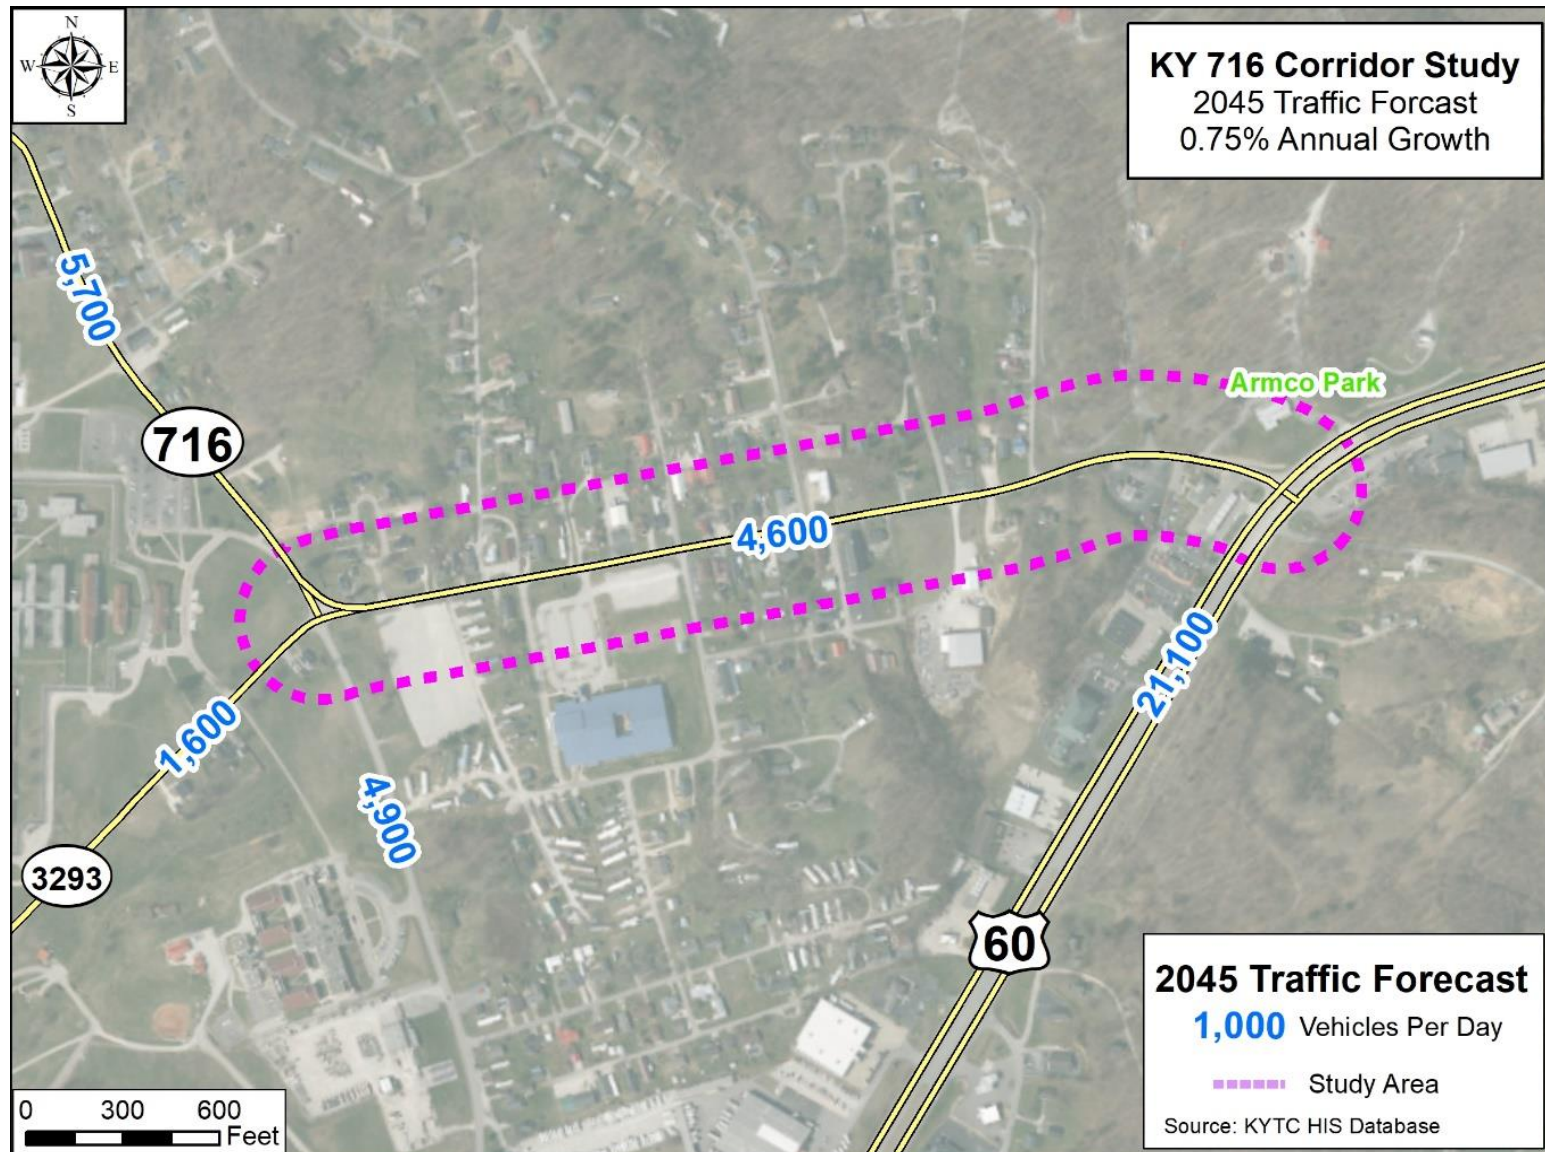 N
W E
S
KY 716 Corridor Study
2045 Traffic Forcast
0.75% Annual Growth
5,700
716
Armco Park
4,600
21,100
1,600
4,900
3293
60
2045 Traffic Forecast
1,000 Vehicles Per Day
Study Area
Source: KYTC HIS Database
0 300 600
Feet